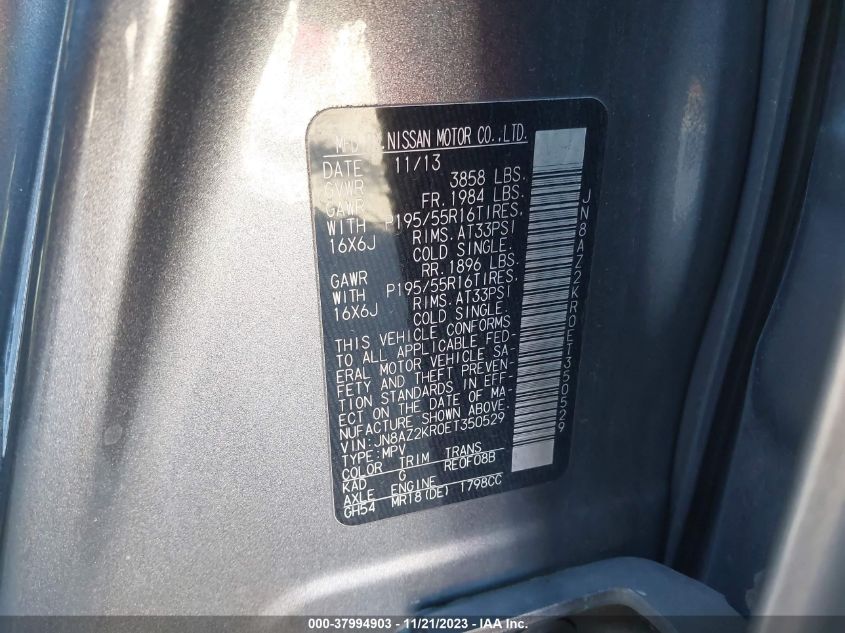 MFD NISSAN MOTOR CO.,LTD.
DATE 11/13
GVWR 3858 LBS.
GAWR FR. 1984 LBS.
WITH P195/55R16TIRES,
16X6J RIMS. AT33PSI
COLD SINGLE.
GAWR RR. 1896 LBS.
WITH P195/55R16TIRES,
16X6J RIMS. AT33PSI
COLD SINGLE.
THIS VEHICLE CONFORMS
TO ALL APPLICABLE FED-
ERAL MOTOR VEHICLE SA-
FETY AND THEFT PREVEN-
TION STANDARDS IN EFF-
ECT ON THE DATE OF MA-
NUFACTURE SHOWN ABOVE.
VIN:JN8AZ2KR0ET350529
TYPE:MPV
COLOR TRIM TRANS
KAD G RE0F08B
AXLE ENGINE
GH54 MR18(DE) 1798CC
JN8AZ2KR0ET350529
000-37994903 - 11/21/2023 - IAA Inc.